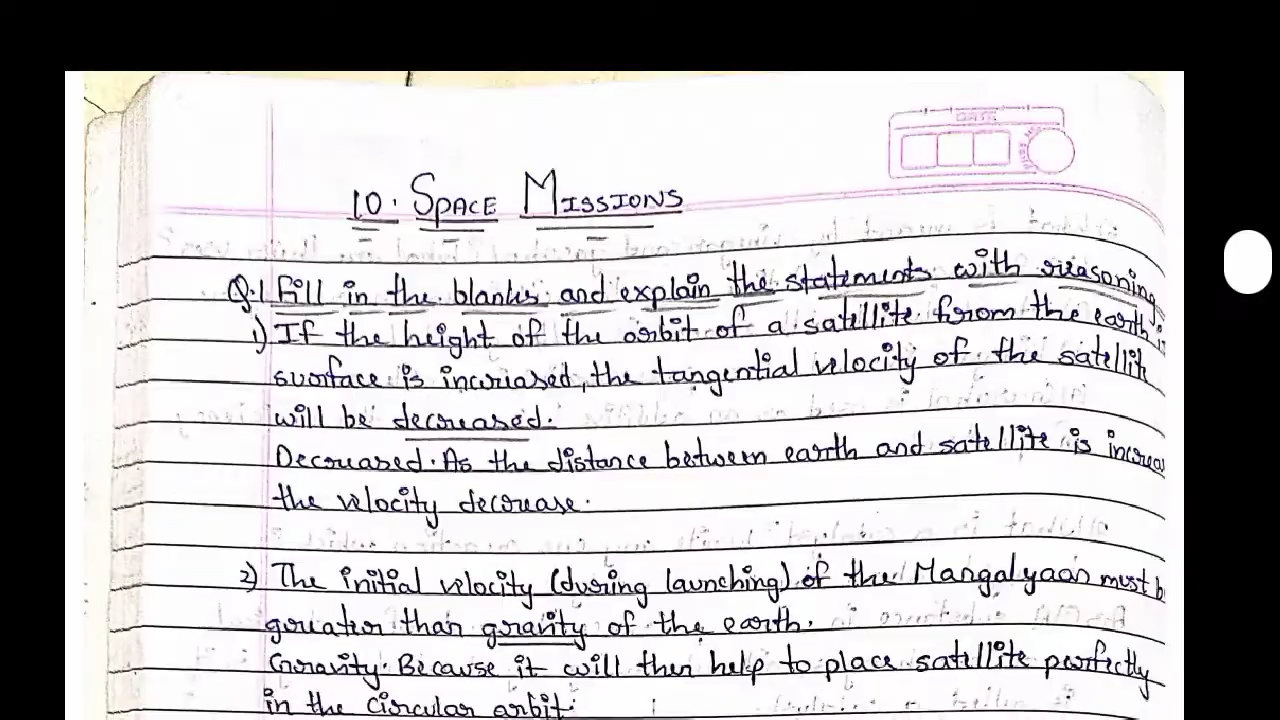 DATE
10. SPACE MISSIONS
Q.1 Fill in the blanks and explain the statements with reasoning.
1) If the height of the orbit of a satellite from the earth's
surface is increased, the tangential velocity of the satellit
will be decreased.
Decreased. As the distance between earth and satellite is increa
the velocity decrease.
2) The initial velocity (during launching) of the Mangalyaan must b
greater than gravity of the earth.
Gravity. Because it will then help to place satellite perfectly
in the circular orbit.